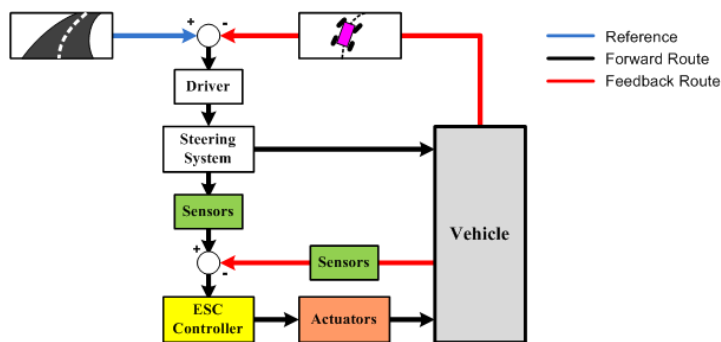 +
-
Reference
Forward Route
Feedback Route
Driver
Steering
System
Sensors
Vehicle
+
-
Sensors
ESC
Controller
Actuators